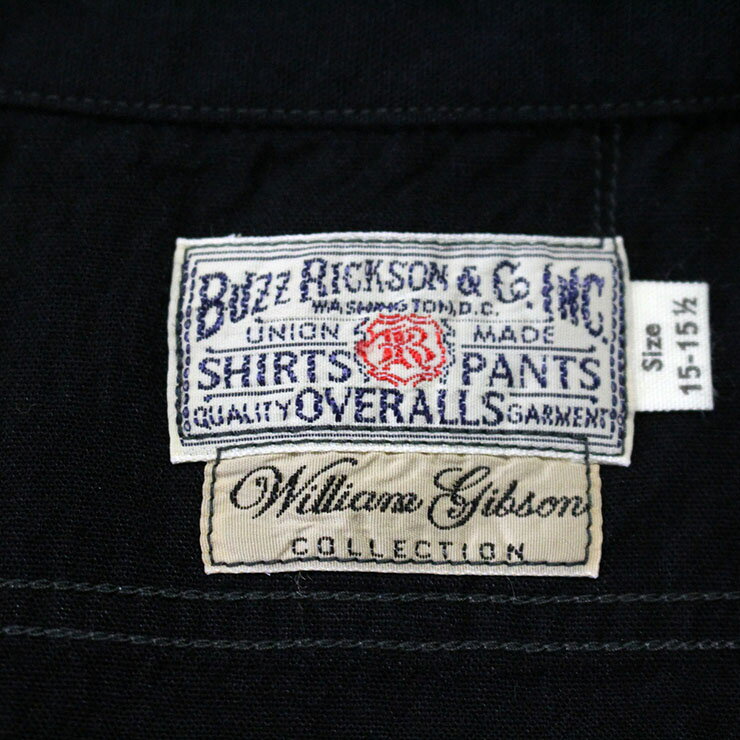 BUZZ RICKSON & CO. INC.
WASHINGTON, D.C.
UNION R MADE
SHIRTS PANTS
QUALITY OVERALLS GARMENT
William Gibson
COLLECTION
Size
15-15½